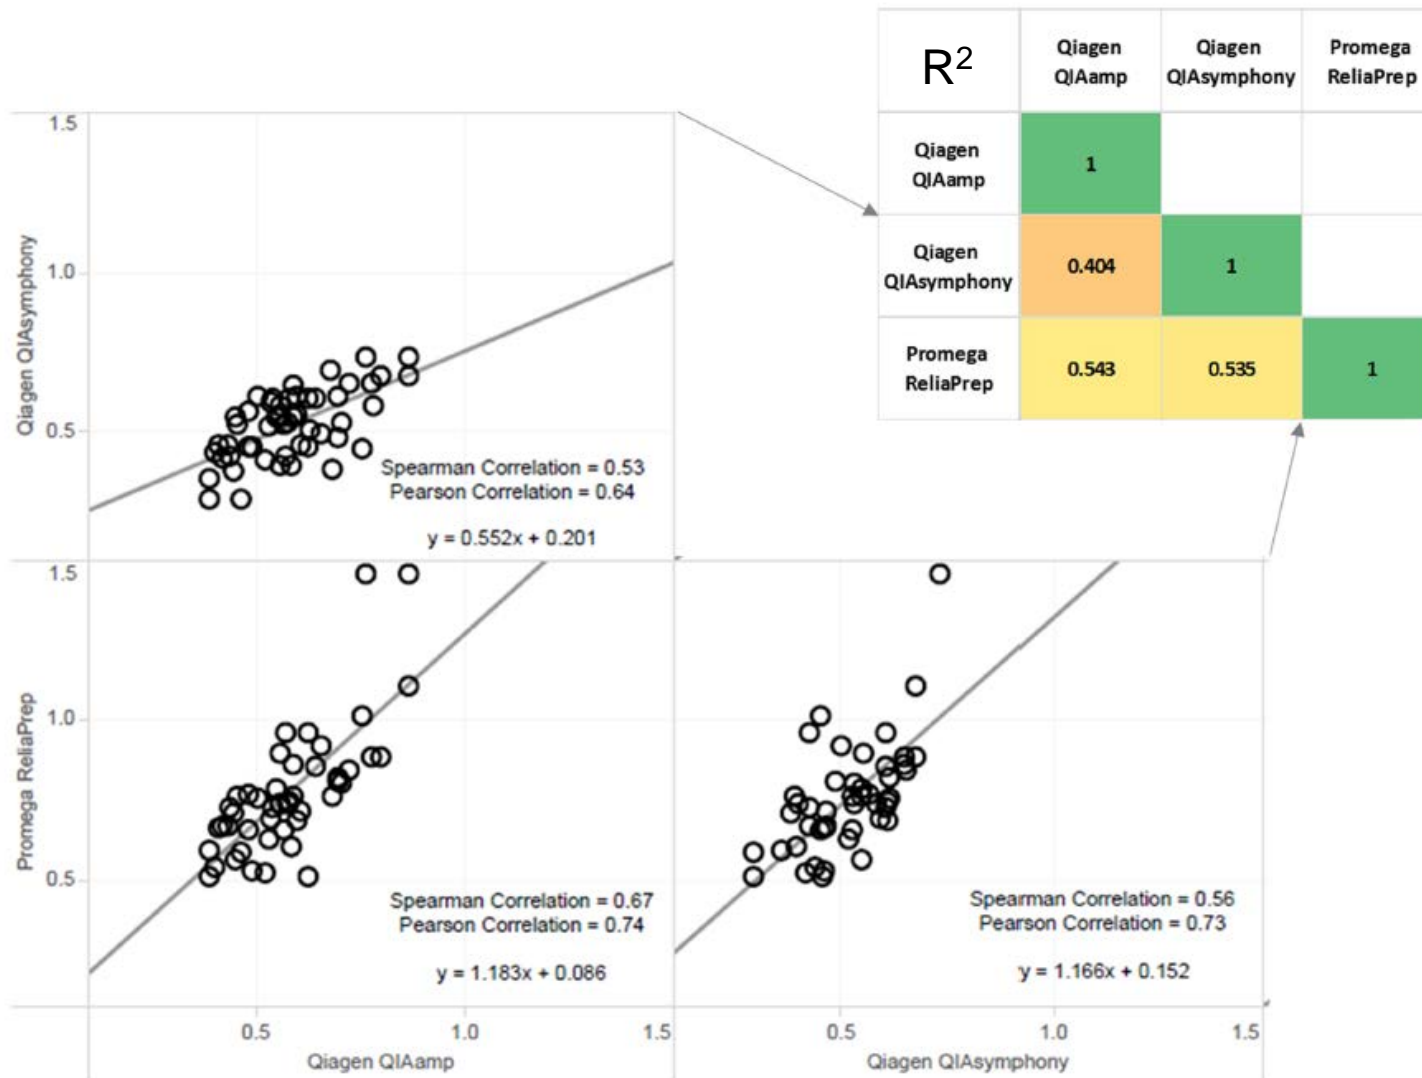 R²
Qiagen
QIAamp
Qiagen
QIAsymphony
Promega
ReliaPrep
Qiagen
QIAamp
1
Qiagen
QIAsymphony
0.404
1
Promega
ReliaPrep
0.543
0.535
1
1.5
1.0
0.5
Qiagen QIAsymphony
Spearman Correlation = 0.53
Pearson Correlation = 0.64
y = 0.552x + 0.201
1.5
1.0
0.5
Promega ReliaPrep
Spearman Correlation = 0.67
Pearson Correlation = 0.74
y = 1.183x + 0.086
Spearman Correlation = 0.56
Pearson Correlation = 0.73
y = 1.166x + 0.152
0.5
1.0
1.5
Qiagen QIAamp
0.5
1.0
1.5
Qiagen QIAsymphony